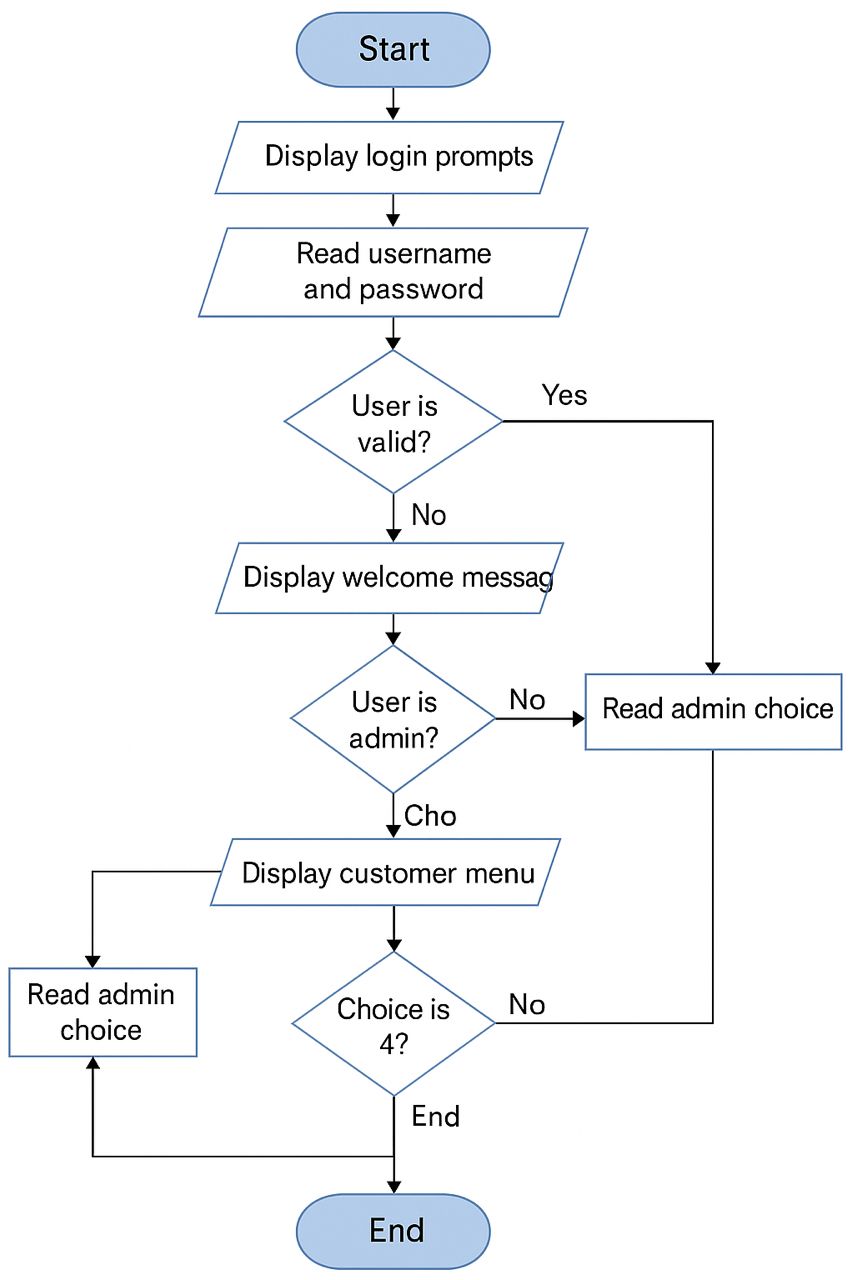 Start
Display login prompts
Read username
and password
User is
valid?
Yes
No
Display welcome messag
User is
admin?
No
Read admin choice
Cho
Display customer menu
Read admin
choice
Choice is
4?
No
End
End